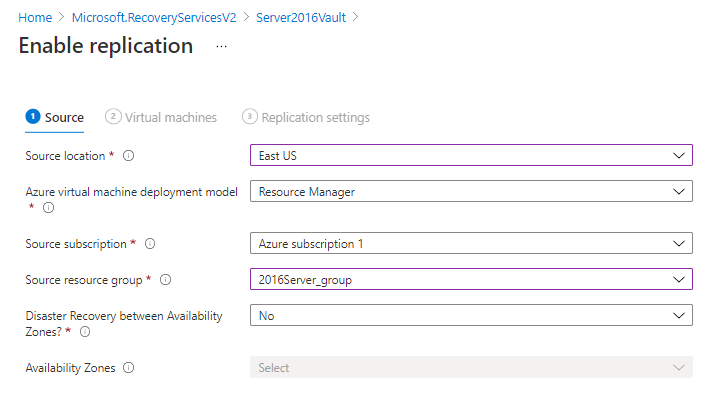 Home > Microsoft.RecoveryServicesV2 > Server2016Vault >
Enable replication ...
1 Source 2 Virtual machines 3 Replication settings
Source location * East US
Azure virtual machine deployment model
* Resource Manager
Source subscription * Azure subscription 1
Source resource group * 2016Server_group
Disaster Recovery between Availability
Zones? * No
Availability Zones Select